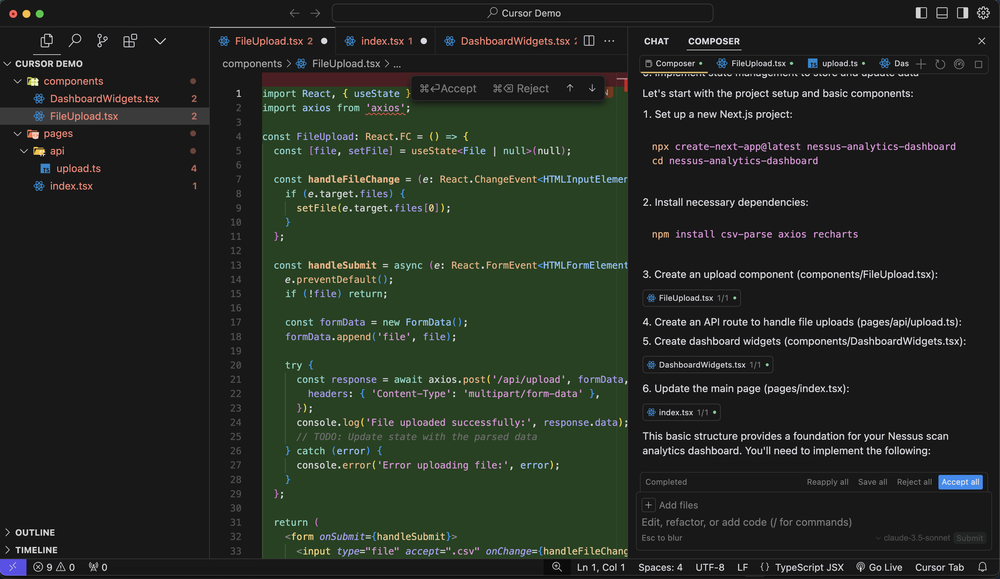 Cursor Demo
CURSOR DEMO
components
DashboardWidgets.tsx 2
FileUpload.tsx 2
pages
api
TS upload.ts 4
index.tsx 1
OUTLINE
TIMELINE
FileUpload.tsx 2
index.tsx 1
DashboardWidgets.tsx
components > FileUpload.tsx > ...
⌘⏎Accept ⌘⌫ Reject ↑ ↓
1 import React, { useState }
2 import axios from 'axios';
3
4 const FileUpload: React.FC = () => {
5 const [file, setFile] = useState<File | null>(null);
6
7 const handleFileChange = (e: React.ChangeEvent<HTMLInputElemen
8 if (e.target.files) {
9 setFile(e.target.files[0]);
10 }
11 };
12
13 const handleSubmit = async (e: React.FormEvent<HTMLFormElement
14 e.preventDefault();
15 if (!file) return;
16
17 const formData = new FormData();
18 formData.append('file', file);
19
20 try {
21 const response = await axios.post('/api/upload', formData,
22 headers: { 'Content-Type': 'multipart/form-data' },
23 });
24 console.log('File uploaded successfully:', response.data);
25 // TODO: Update state with the parsed data
26 } catch (error) {
27 console.error('Error uploading file:', error);
28 }
29 };
30
31 return (
32 <form onSubmit={handleSubmit}>
33 <input type="file" accept=".csv" onChange={handleFileChang
CHAT COMPOSER
Composer FileUpload.tsx TS upload.ts Das
3. Implement state management to store and update data
Let's start with the project setup and basic components:
1. Set up a new Next.js project:
npx create-next-app@latest nessus-analytics-dashboard
cd nessus-analytics-dashboard
2. Install necessary dependencies:
npm install csv-parse axios recharts
3. Create an upload component (components/FileUpload.tsx):
FileUpload.tsx 1/1
4. Create an API route to handle file uploads (pages/api/upload.ts):
5. Create dashboard widgets (components/DashboardWidgets.tsx):
DashboardWidgets.tsx 1/1
6. Update the main page (pages/index.tsx):
index.tsx 1/1
This basic structure provides a foundation for your Nessus scan
analytics dashboard. You'll need to implement the following:
Completed Reapply all Save all Reject all Accept all
Add files
Edit, refactor, or add code (/ for commands)
Esc to blur claude-3.5-sonnet Submit
9 0 0 Ln 1, Col 1 Spaces: 4 UTF-8 LF {} TypeScript JSX Go Live Cursor Tab